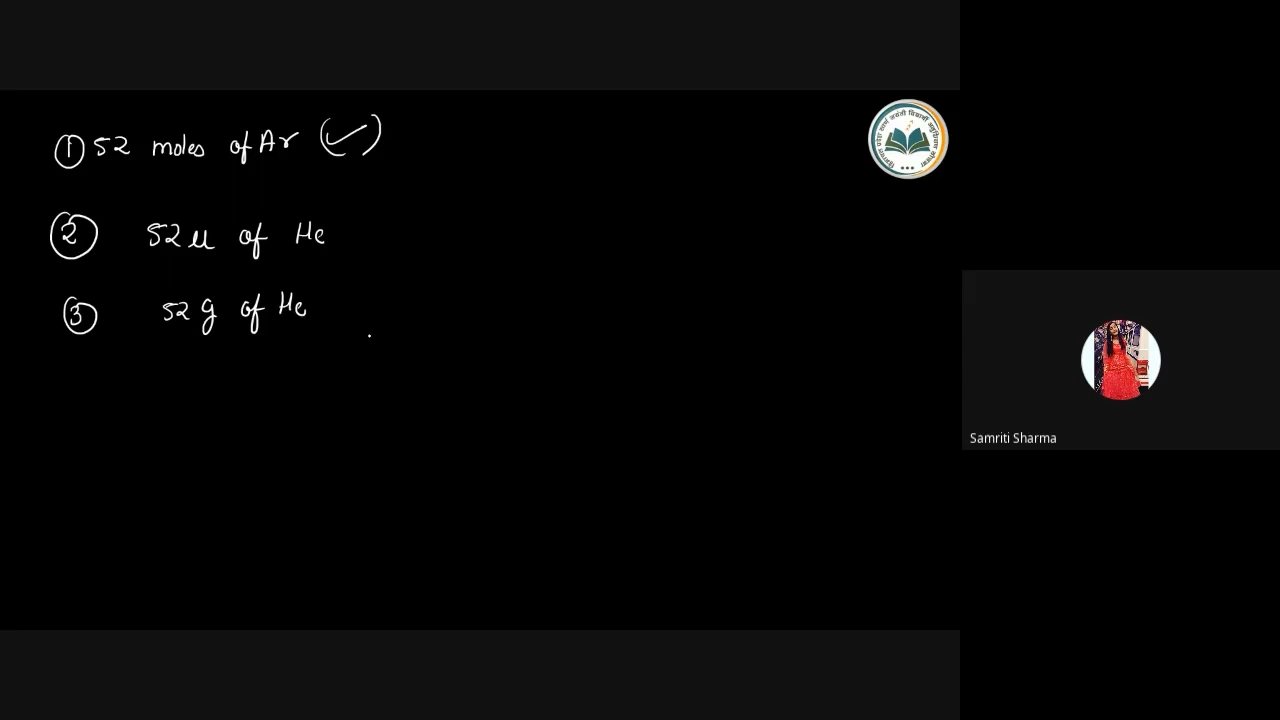 ① 52 moles of Ar (✓)
② 52 u of He
③ 52 g of He
Samriti Sharma